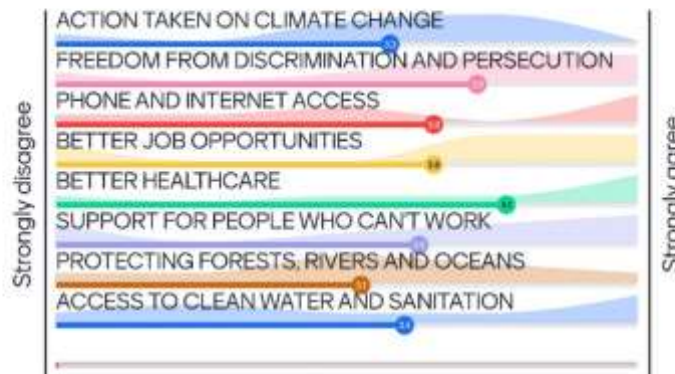 ACTION TAKEN ON CLIMATE CHANGE
FREEDOM FROM DISCRIMINATION AND PERSECUTION
PHONE AND INTERNET ACCESS
BETTER JOB OPPORTUNITIES
BETTER HEALTHCARE
SUPPORT FOR PEOPLE WHO CAN'T WORK
PROTECTING FORESTS, RIVERS AND OCEANS
ACCESS TO CLEAN WATER AND SANITATION
Strongly disagree
Strongly agree